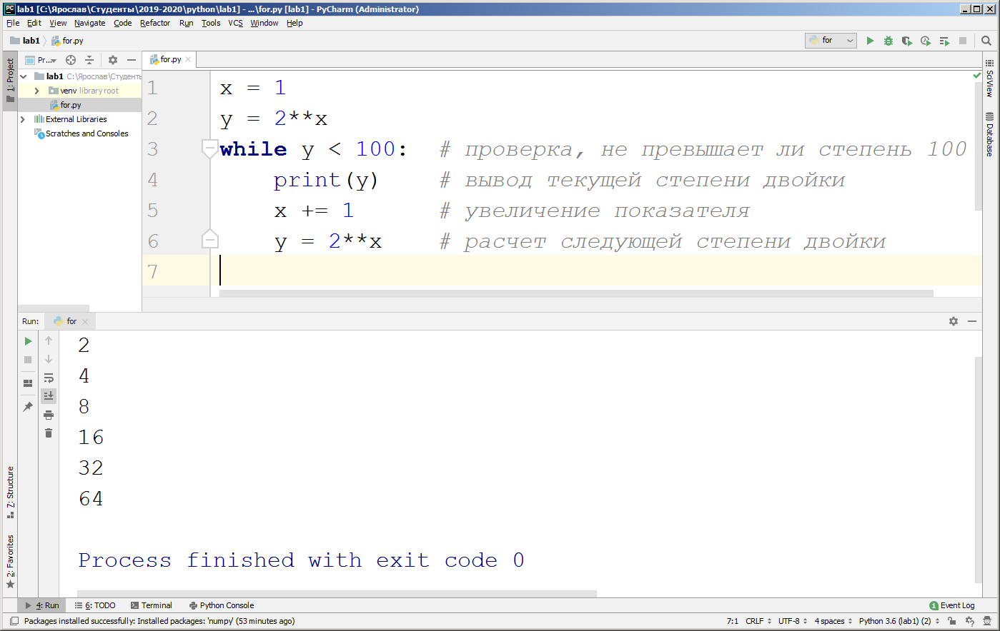 lab1 [C:\Ярослав\Студенты\2019-2020\python\lab1] - ...\for.py [lab1] - PyCharm (Administrator)
File Edit View Navigate Code Refactor Run Tools VCS Window Help
lab1 for.py for
1: Project
Pr...
for.py
lab1 C:\Ярослав\Студенты
venv library root
for.py
External Libraries
Scratches and Consoles
1 x = 1
2 y = 2**x
3 while y < 100: # проверка, не превышает ли степень 100
4 print(y) # вывод текущей степени двойки
5 x += 1 # увеличение показателя
6 y = 2**x # расчет следующей степени двойки
7
SciView
Database
Run: for
2
4
8
16
32
64
Process finished with exit code 0
7: Structure
2: Favorites
4: Run 6: TODO Terminal Python Console 1 Event Log
Packages installed successfully: Installed packages: 'numpy' (53 minutes ago) 7:1 CRLF UTF-8 4 spaces Python 3.6 (lab1) (2)